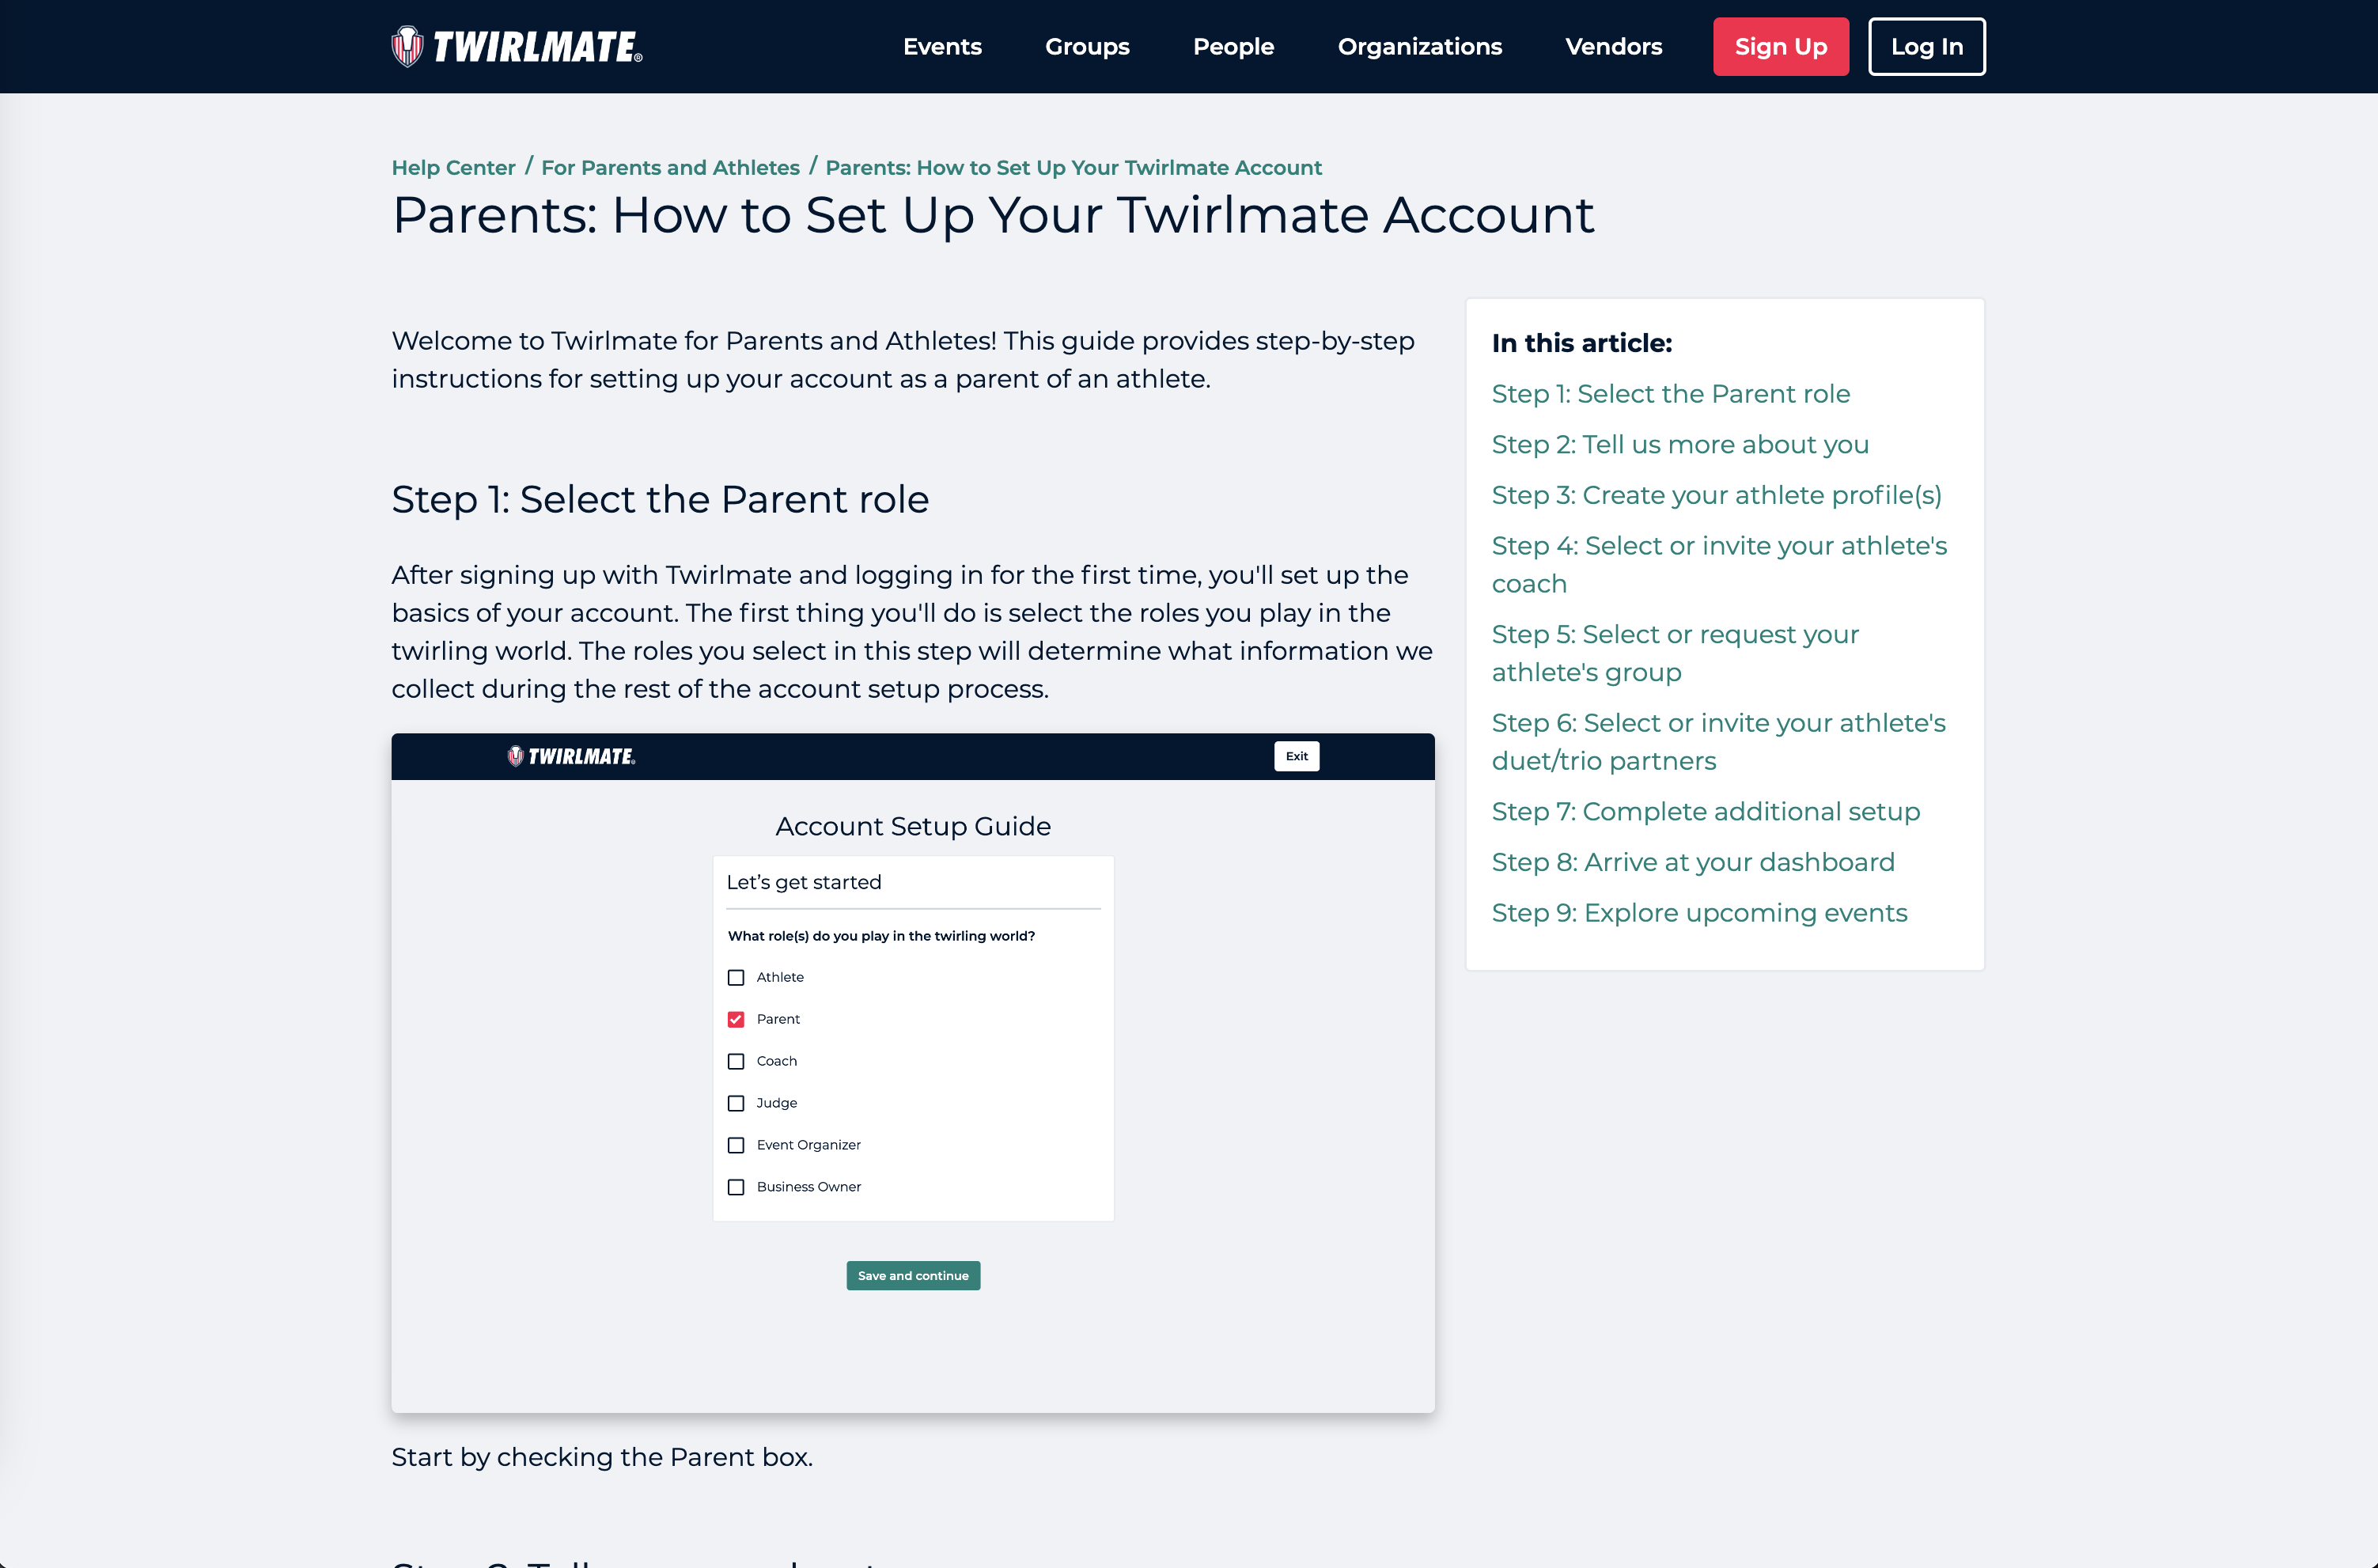 TWIRLMATE®
Events
Groups
People
Organizations
Vendors
Sign Up
Log In
Help Center / For Parents and Athletes / Parents: How to Set Up Your Twirlmate Account
Parents: How to Set Up Your Twirlmate Account
Welcome to Twirlmate for Parents and Athletes! This guide provides step-by-step
instructions for setting up your account as a parent of an athlete.
Step 1: Select the Parent role
After signing up with Twirlmate and logging in for the first time, you'll set up the
basics of your account. The first thing you'll do is select the roles you play in the
twirling world. The roles you select in this step will determine what information we
collect during the rest of the account setup process.
TWIRLMATE®
Exit
Account Setup Guide
Let’s get started
What role(s) do you play in the twirling world?
Athlete
Parent
Coach
Judge
Event Organizer
Business Owner
Save and continue
Start by checking the Parent box.
In this article:
Step 1: Select the Parent role
Step 2: Tell us more about you
Step 3: Create your athlete profile(s)
Step 4: Select or invite your athlete's
coach
Step 5: Select or request your
athlete's group
Step 6: Select or invite your athlete's
duet/trio partners
Step 7: Complete additional setup
Step 8: Arrive at your dashboard
Step 9: Explore upcoming events